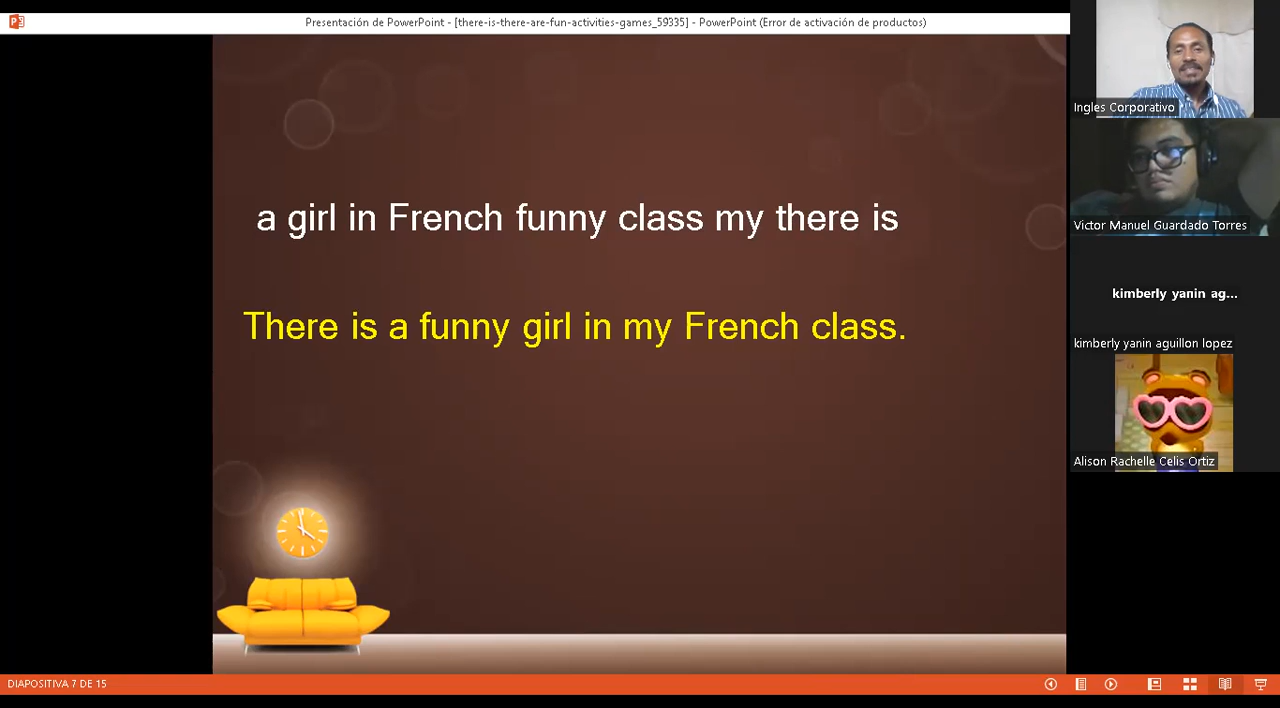 Presentación de PowerPoint - [there-is-there-are-fun-activities-games_59335] - PowerPoint (Error de activación de productos)
Ingles Corporativo
a girl in French funny class my there is
Victor Manuel Guardado Torres
kimberly yanin ag...
There is a funny girl in my French class.
kimberly yanin aguillon lopez
Alison Rachelle Celis Ortiz
DIAPOSITIVA 7 DE 15